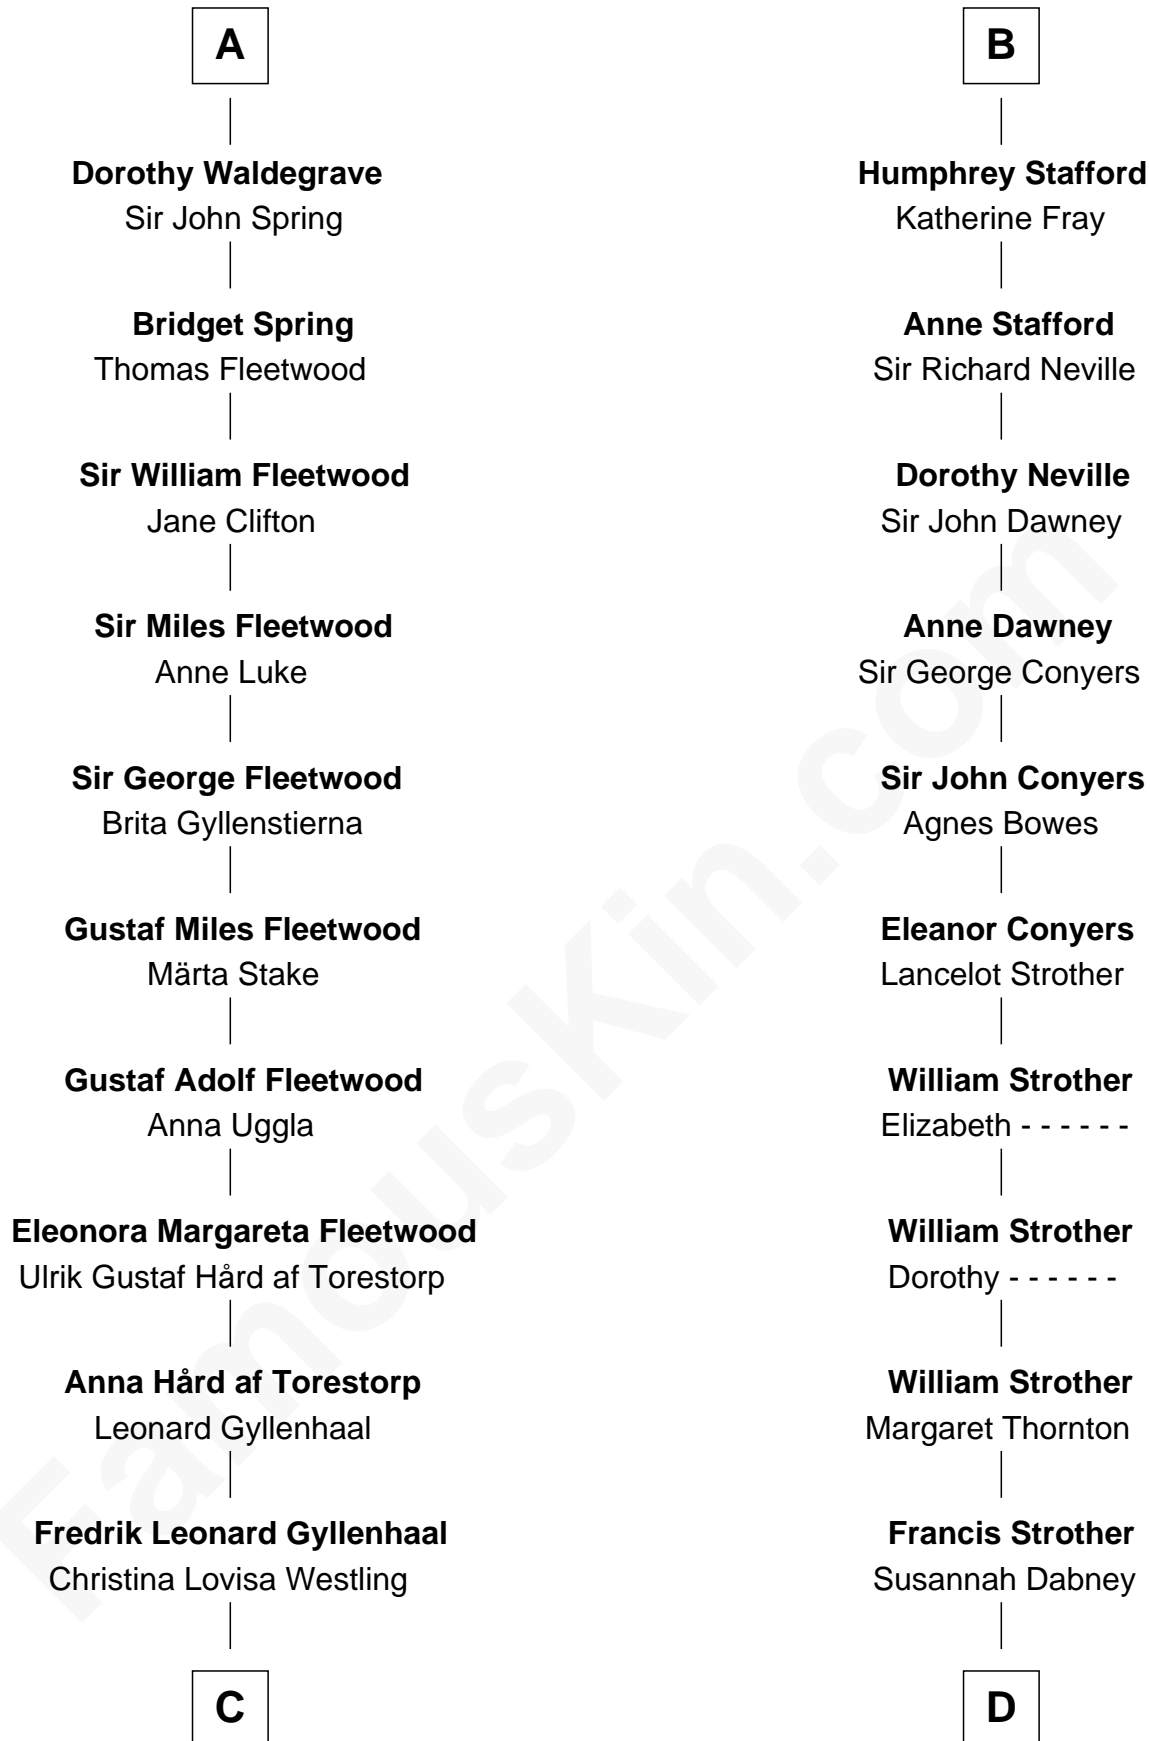 A
Dorothy Waldegrave
Sir John Spring
Bridget Spring
Thomas Fleetwood
Sir William Fleetwood
Jane Clifton
Sir Miles Fleetwood
Anne Luke
Sir George Fleetwood
Brita Gyllenstierna
Gustaf Miles Fleetwood
Märta Stake
Gustaf Adolf Fleetwood
Anna Uggla
Eleonora Margareta Fleetwood
Ulrik Gustaf Hård af Torestorp
Anna Hård af Torestorp
Leonard Gyllenhaal
Fredrik Leonard Gyllenhaal
Christina Lovisa Westling
C
B
Humphrey Stafford
Katherine Fray
Anne Stafford
Sir Richard Neville
Dorothy Neville
Sir John Dawney
Anne Dawney
Sir George Conyers
Sir John Conyers
Agnes Bowes
Eleanor Conyers
Lancelot Strother
William Strother
Elizabeth - - - - - -
William Strother
Dorothy - - - - - -
William Strother
Margaret Thornton
Francis Strother
Susannah Dabney
D
FamousKin.com